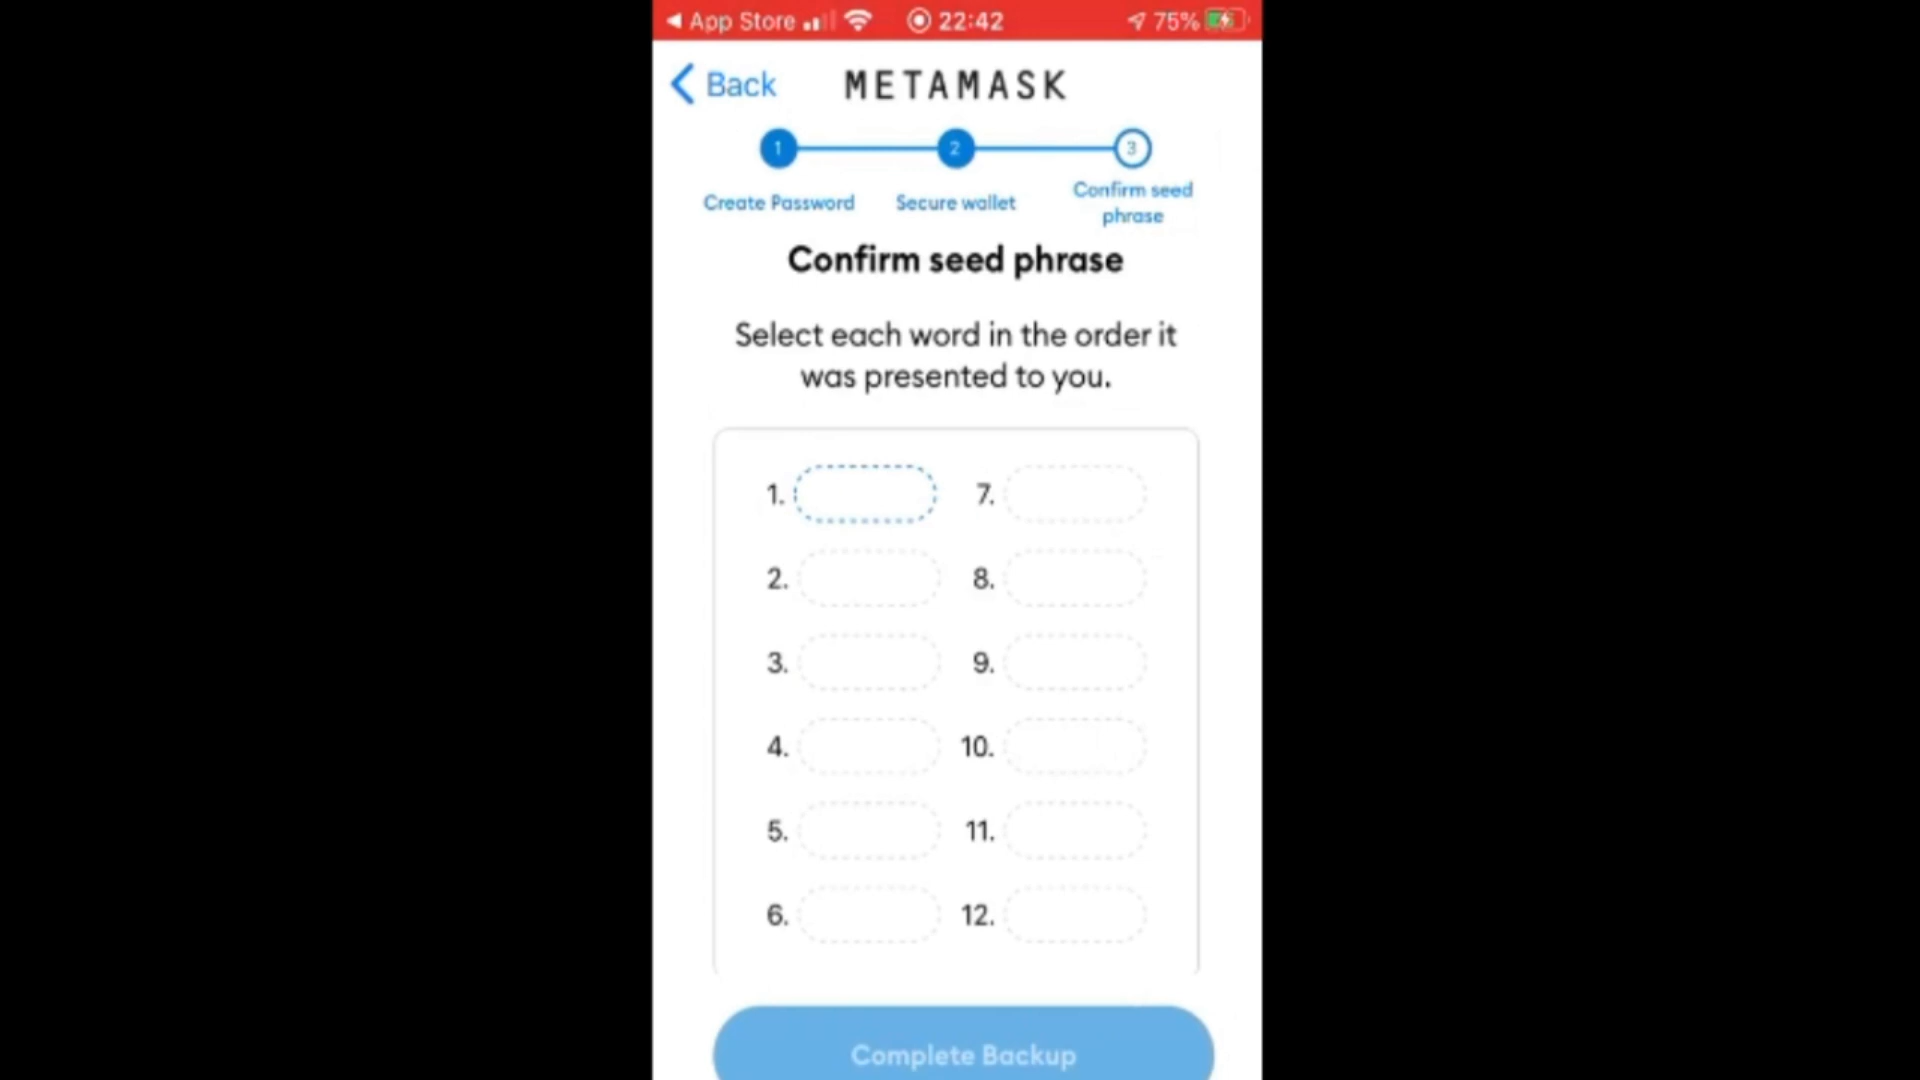 App Store 22:42 75%
Back METAMASK
1 2 3
Create Password Secure wallet Confirm seed phrase
Confirm seed phrase
Select each word in the order it
was presented to you.
1. 7.
2. 8.
3. 9.
4. 10.
5. 11.
6. 12.
Complete Backup